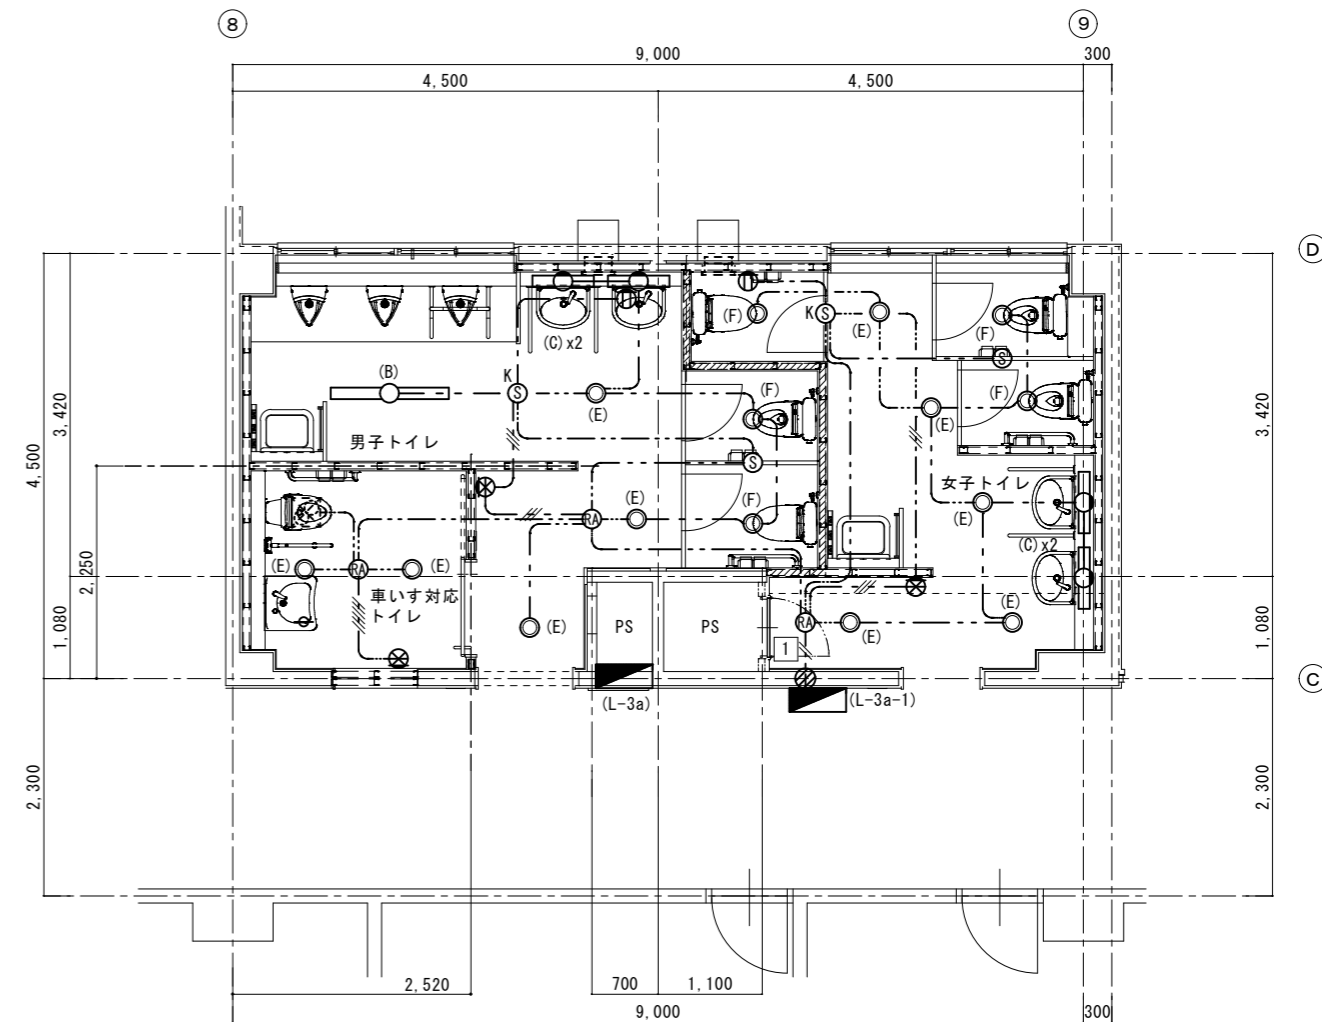 8
9
9,000
300
4,500
4,500
D
(F)
K
S
(E)
(F)
(C)x2
S
(B)
K
S
(E)
(F)
(F)
(E)
3,420
4,500
3,420
男子トイレ
S
女子トイレ
(E)
(F)
(E)
RA
(C)x2
2,250
(E)
RA
(E)
車いす対応
トイレ
1,080
1,080
(E)
PS
PS
RA
(E)
(E)
1
C
(L-3a)
(L-3a-1)
2,300
2,300
2,520
700
1,100
9,000
300